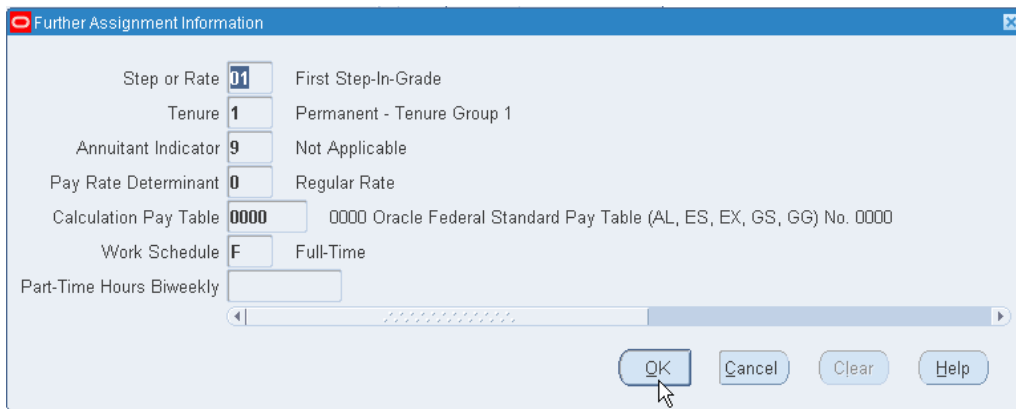 Further Assignment Information
Step or Rate 01 First Step-In-Grade
Tenure 1 Permanent - Tenure Group 1
Annuitant Indicator 9 Not Applicable
Pay Rate Determinant 0 Regular Rate
Calculation Pay Table 0000 0000 Oracle Federal Standard Pay Table (AL, ES, EX, GS, GG) No. 0000
Work Schedule F Full-Time
Part-Time Hours Biweekly
OK Cancel Clear Help